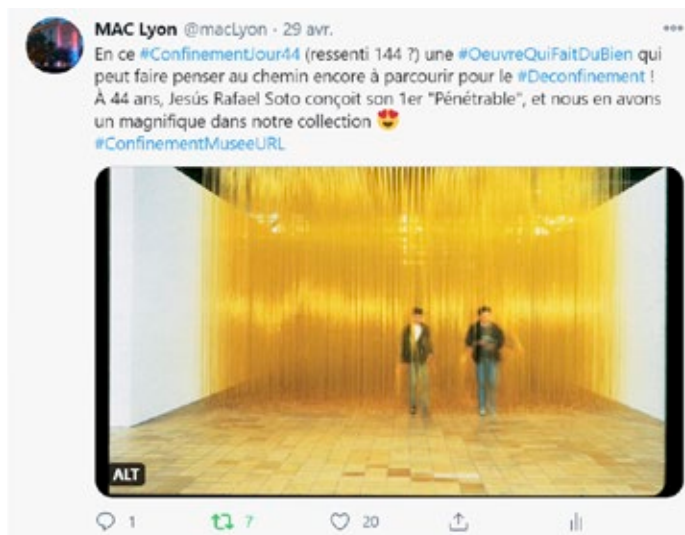 MAC Lyon @macLyon · 29 avr.
En ce #ConfinementJour44 (ressenti 144 ?) une #OeuvreQuiFaitDuBien qui
peut faire penser au chemin encore à parcourir pour le #Deconfinement !
À 44 ans, Jesús Rafael Soto conçoit son 1er "Pénétrable", et nous en avons
un magnifique dans notre collection 😍
#ConfinementMuseeURL
ALT
1 7 20